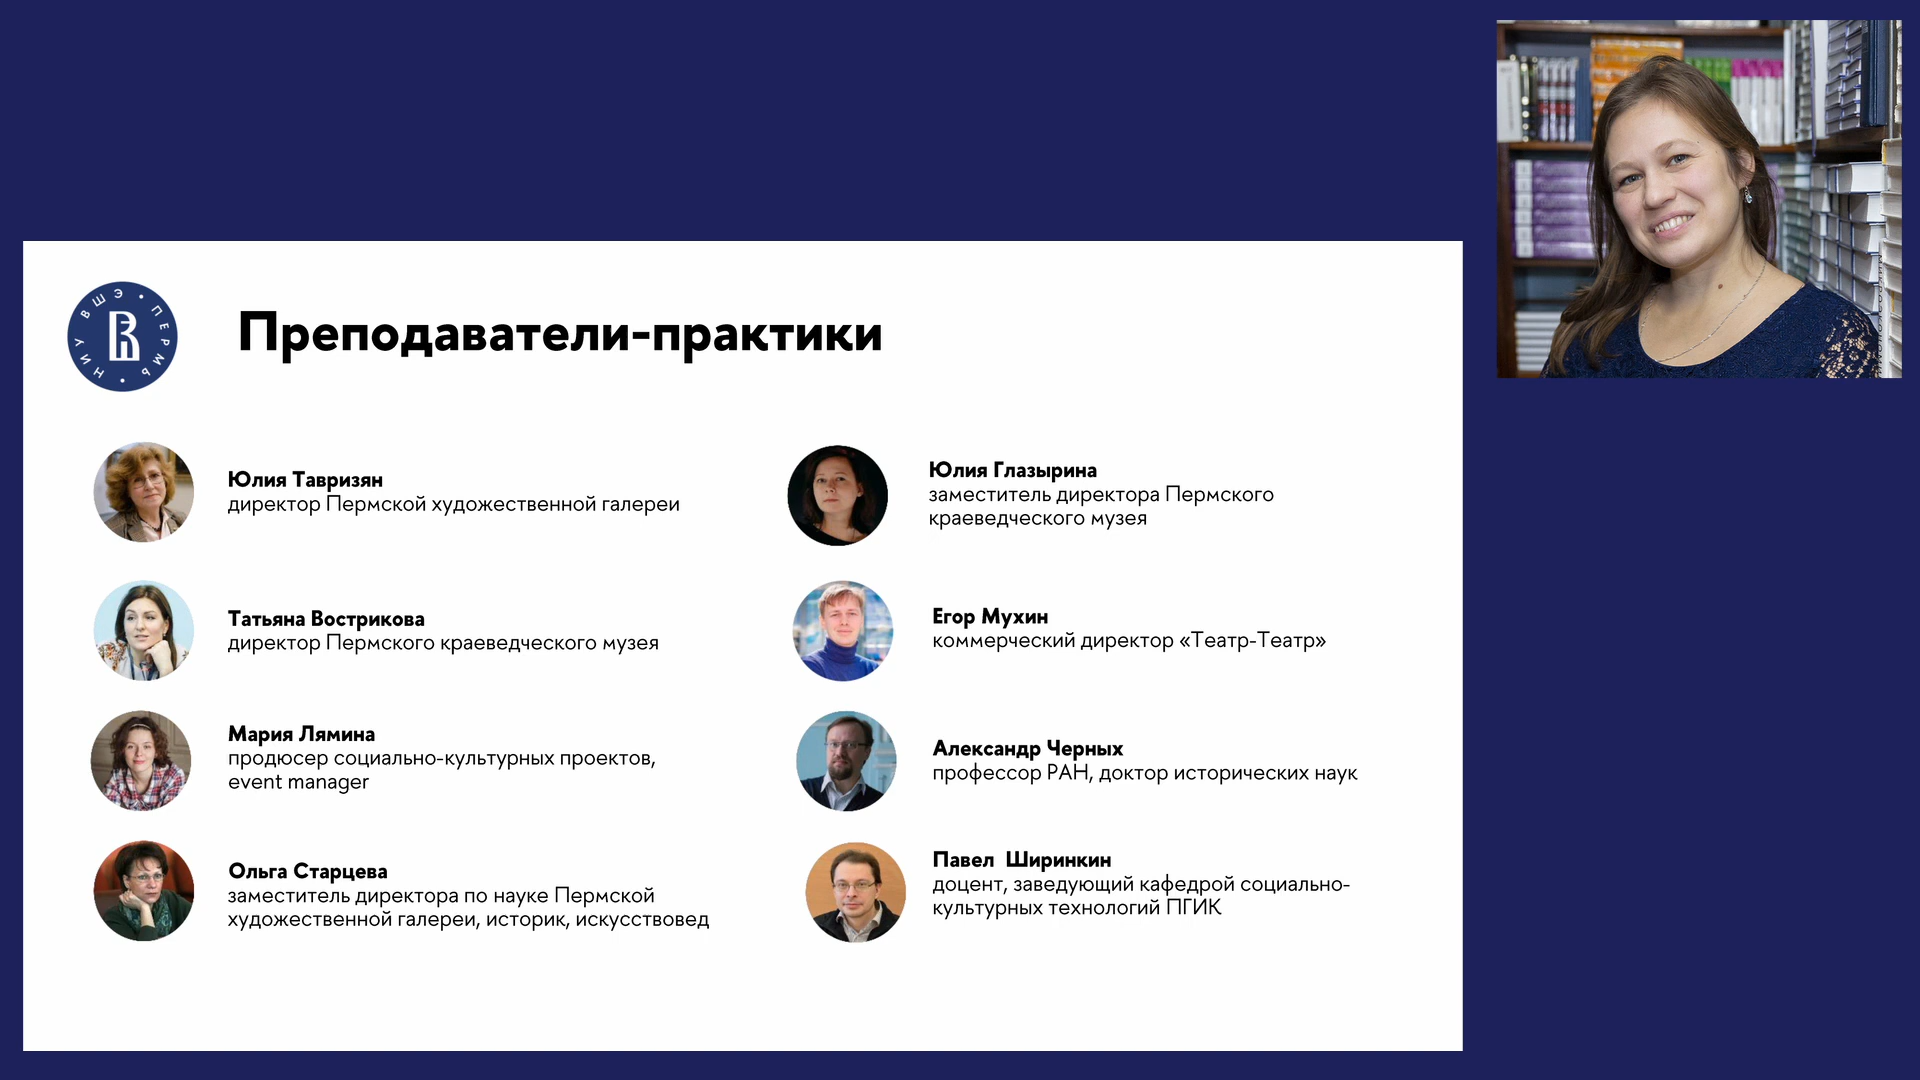 НИУ ВШЭ • ПЕРМЬ •
Преподаватели-практики
Юлия Тавризян
директор Пермской художественной галереи
Татьяна Вострикова
директор Пермского краеведческого музея
Мария Лямина
продюсер социально-культурных проектов,
event manager
Ольга Старцева
заместитель директора по науке Пермской
художественной галереи, историк, искусствовед
Юлия Глазырина
заместитель директора Пермского
краеведческого музея
Егор Мухин
коммерческий директор «Театр-Театр»
Александр Черных
профессор РАН, доктор исторических наук
Павел  Ширинкин
доцент, заведующий кафедрой социально-
культурных технологий ПГИК